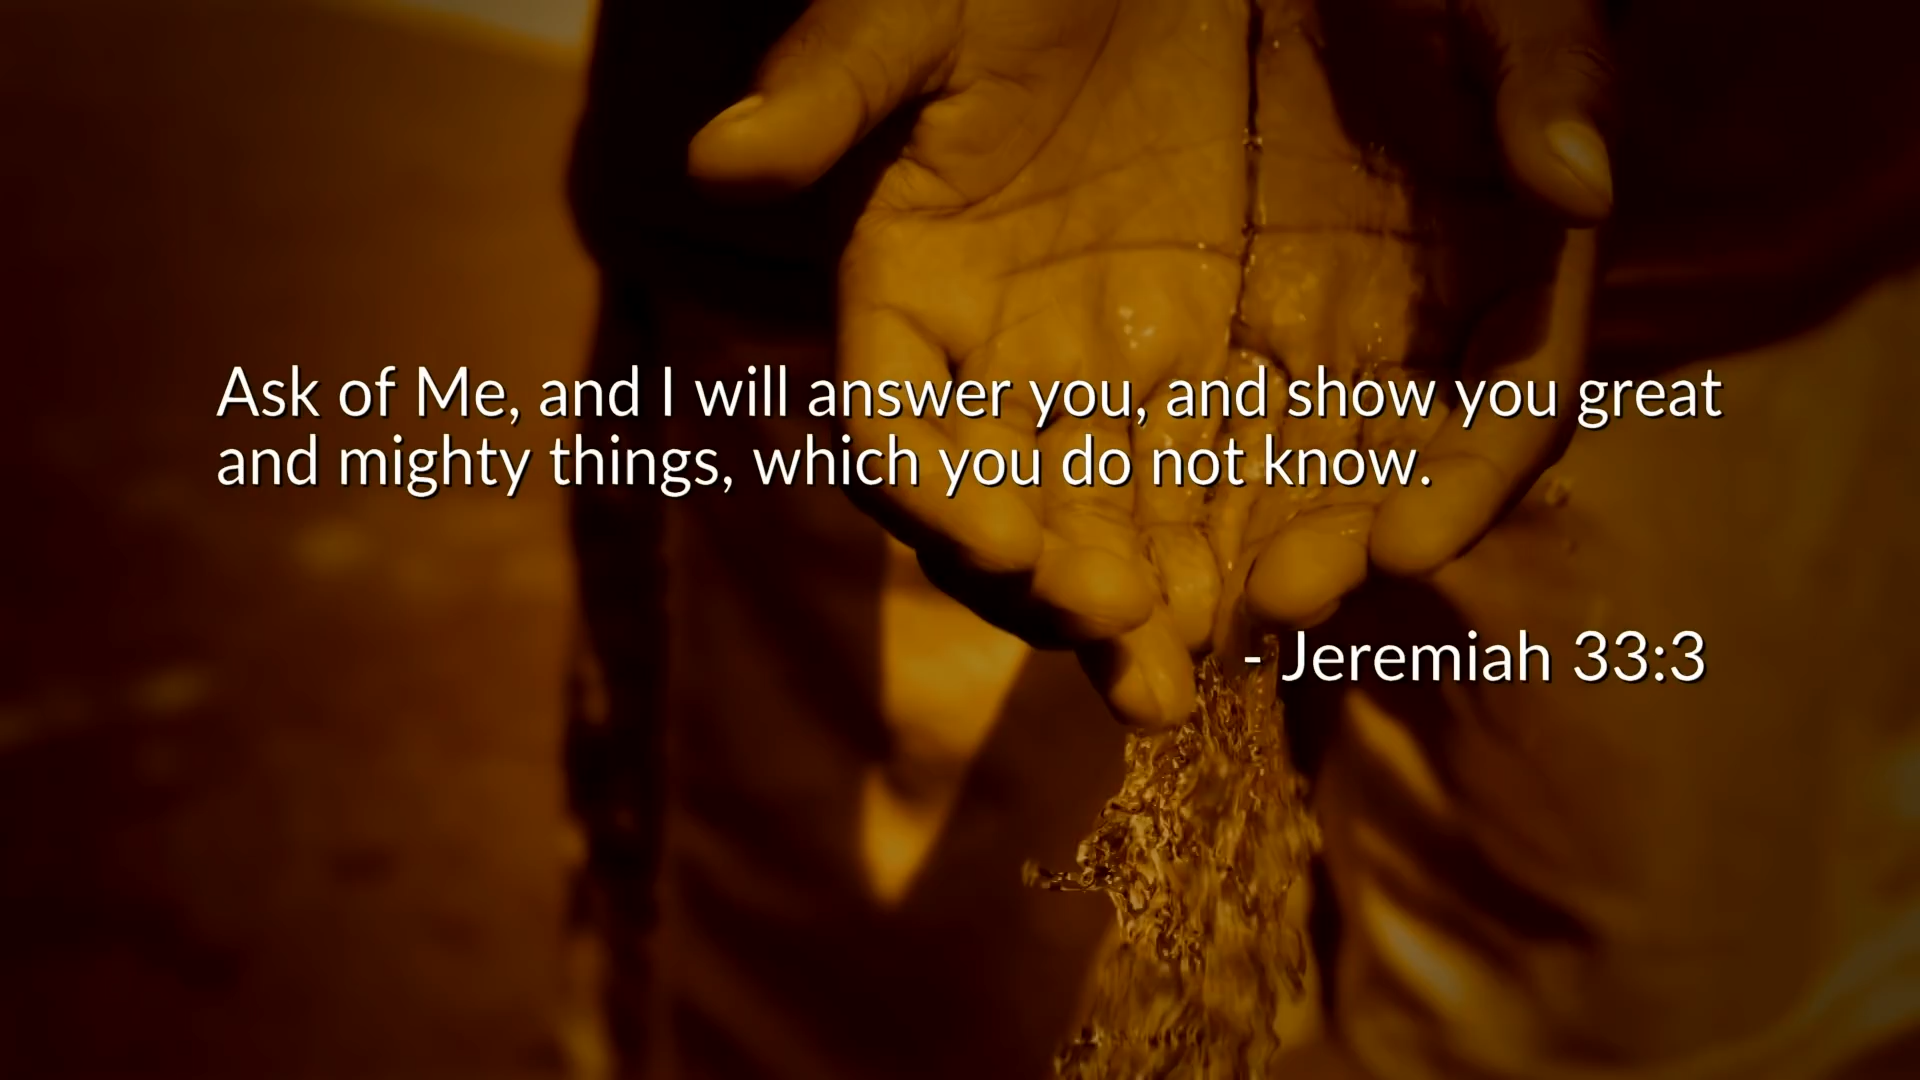 Ask of Me, and I will answer you, and show you great
and mighty things, which you do not know.
- Jeremiah 33:3